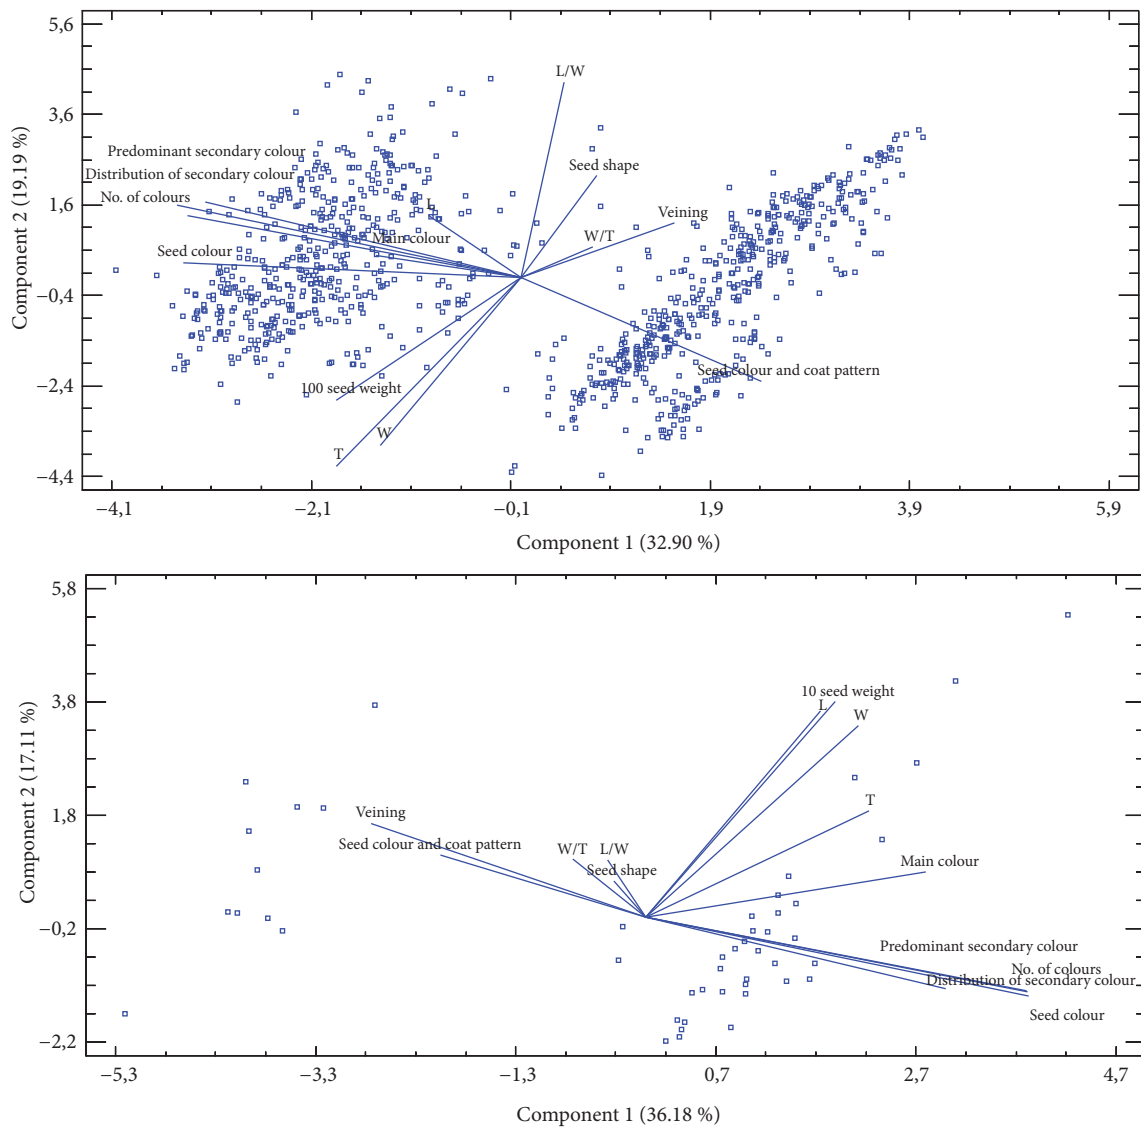 5,6
3,6
1,6
−0,4
−2,4
−4,4
Component 2 (19.19 %)
L/W
Predominant secondary colour
Seed shape
Distribution of secondary colour
No. of colours
L
Veining
Main colour
W/T
Seed colour
Seed colour and coat pattern
100 seed weight
W
T
−4,1
−2,1
−0,1
1,9
3,9
5,9
Component 1 (32.90 %)
5,8
3,8
1,8
−0,2
−2,2
Component 2 (17.11 %)
10 seed weight
L
W
T
Veining
Seed colour and coat pattern
W/T
L/W
Main colour
Seed shape
Predominant secondary colour
No. of colours
Distribution of secondary colour
Seed colour
−5,3
−3,3
−1,3
0,7
2,7
4,7
Component 1 (36.18 %)